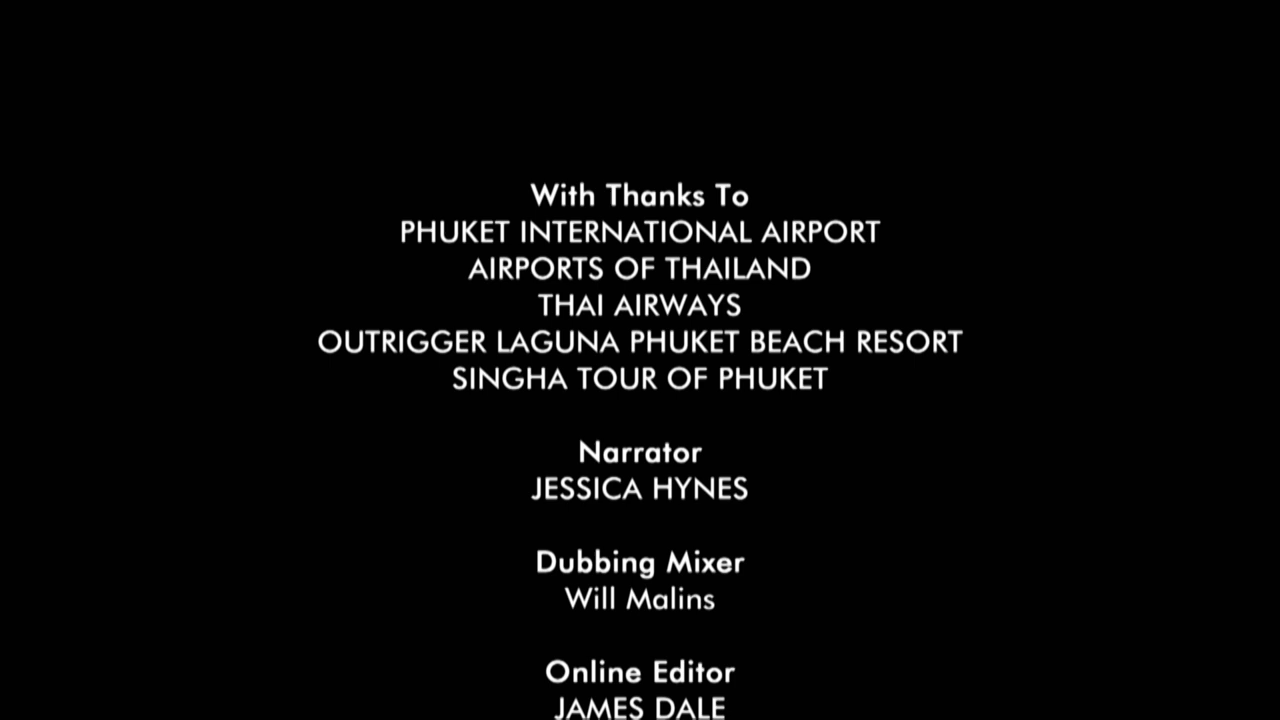 With Thanks To
PHUKET INTERNATIONAL AIRPORT
AIRPORTS OF THAILAND
THAI AIRWAYS
OUTRIGGER LAGUNA PHUKET BEACH RESORT
SINGHA TOUR OF PHUKET
Narrator
JESSICA HYNES
Dubbing Mixer
Will Malins
Online Editor
JAMES DALE